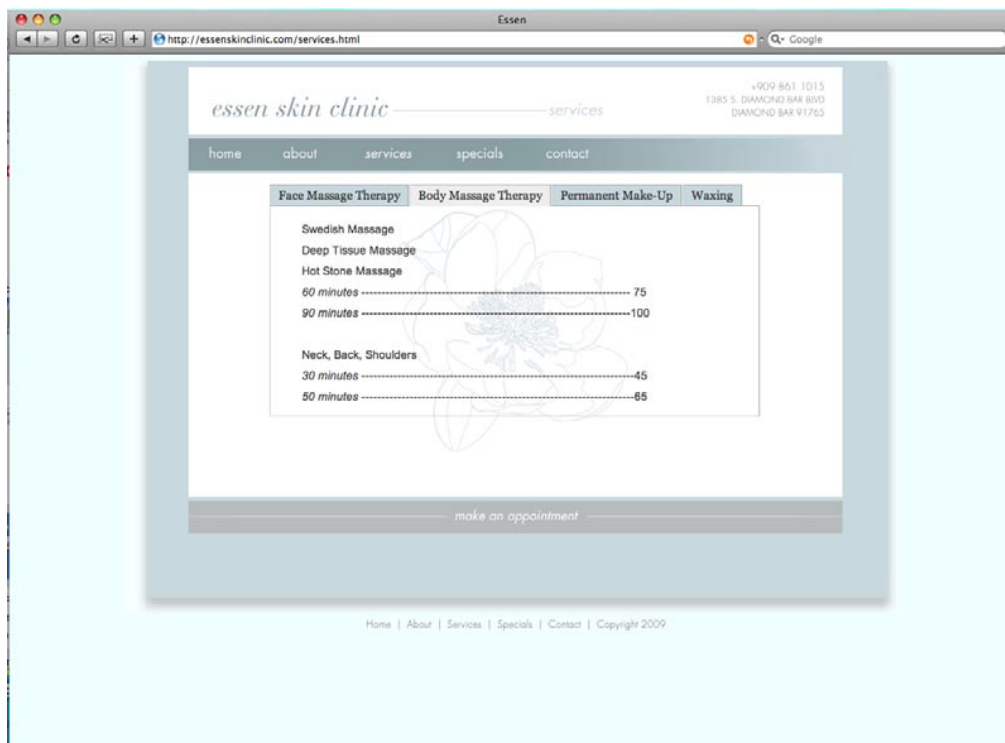 Essen
http://essenskinclinic.com/services.html
Google
essen skin clinic services
+909 861 1015
1385 S. DIAMOND BAR BLVD
DIAMOND BAR 91765
home about services specials contact
Face Massage Therapy Body Massage Therapy Permanent Make-Up Waxing
Swedish Massage
Deep Tissue Massage
Hot Stone Massage
60 minutes ---------------------------------------------------------------- 75
90 minutes ----------------------------------------------------------------100
Neck, Back, Shoulders
30 minutes -----------------------------------------------------------------45
50 minutes -----------------------------------------------------------------65
make an appointment
Home | About | Services | Specials | Contact | Copyright 2009